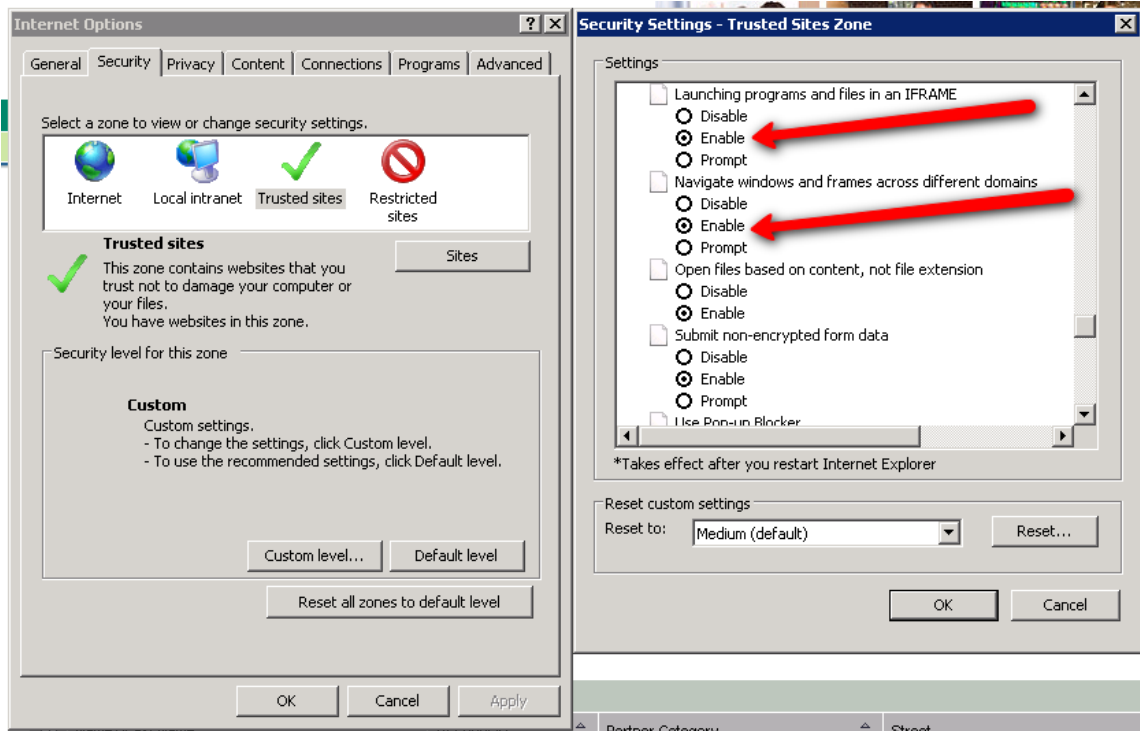 Internet Options
General Security Privacy Content Connections Programs Advanced
Select a zone to view or change security settings.
Internet
Local intranet
Trusted sites
Restricted
sites
Trusted sites
This zone contains websites that you
trust not to damage your computer or
your files.
You have websites in this zone.
Sites
Security level for this zone
Custom
Custom settings.
- To change the settings, click Custom level.
- To use the recommended settings, click Default level.
Custom level... Default level
Reset all zones to default level
OK Cancel Apply
Security Settings - Trusted Sites Zone
Settings
Launching programs and files in an IFRAME
Disable
Enable
Prompt
Navigate windows and frames across different domains
Disable
Enable
Prompt
Open files based on content, not file extension
Disable
Enable
Submit non-encrypted form data
Disable
Enable
Prompt
Use Pop-up Blocker
*Takes effect after you restart Internet Explorer
Reset custom settings
Reset to: Medium (default) Reset...
OK Cancel
Partner Category Street